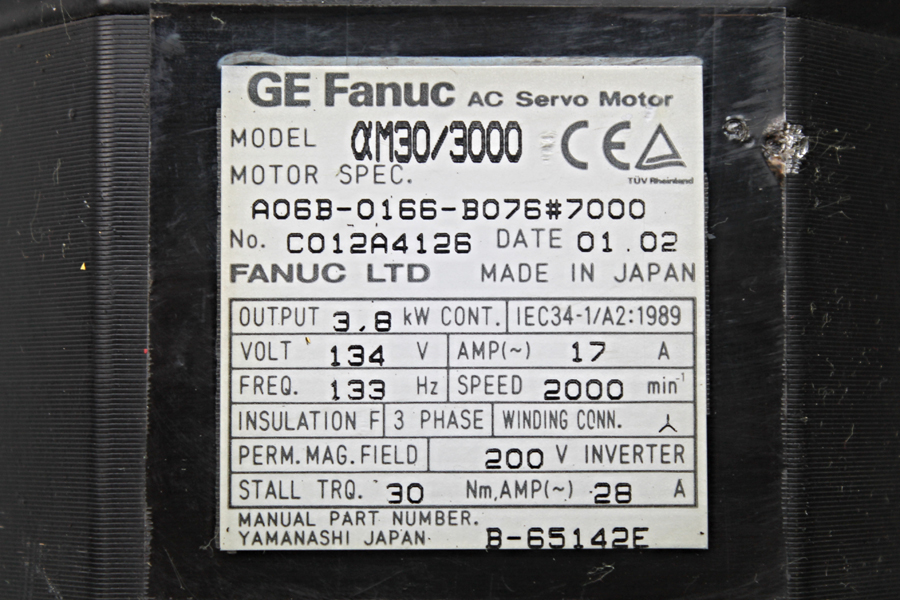 GE Fanuc AC Servo Motor
MODEL αM30/3000 CE
TÜV Rheinland
MOTOR SPEC.
A06B-0166-B076#7000
No. C012A4126 DATE 01.02
FANUC LTD MADE IN JAPAN
OUTPUT 3.8 kW CONT. IEC34-1/A2:1989
VOLT 134 V AMP(~) 17 A
FREQ. 133 Hz SPEED 2000 min⁻¹
INSULATION F 3 PHASE WINDING CONN. ⅄
PERM.MAG.FIELD 200 V INVERTER
STALL TRQ. 30 Nm,AMP(~) 28 A
MANUAL PART NUMBER.
YAMANASHI JAPAN B-65142E